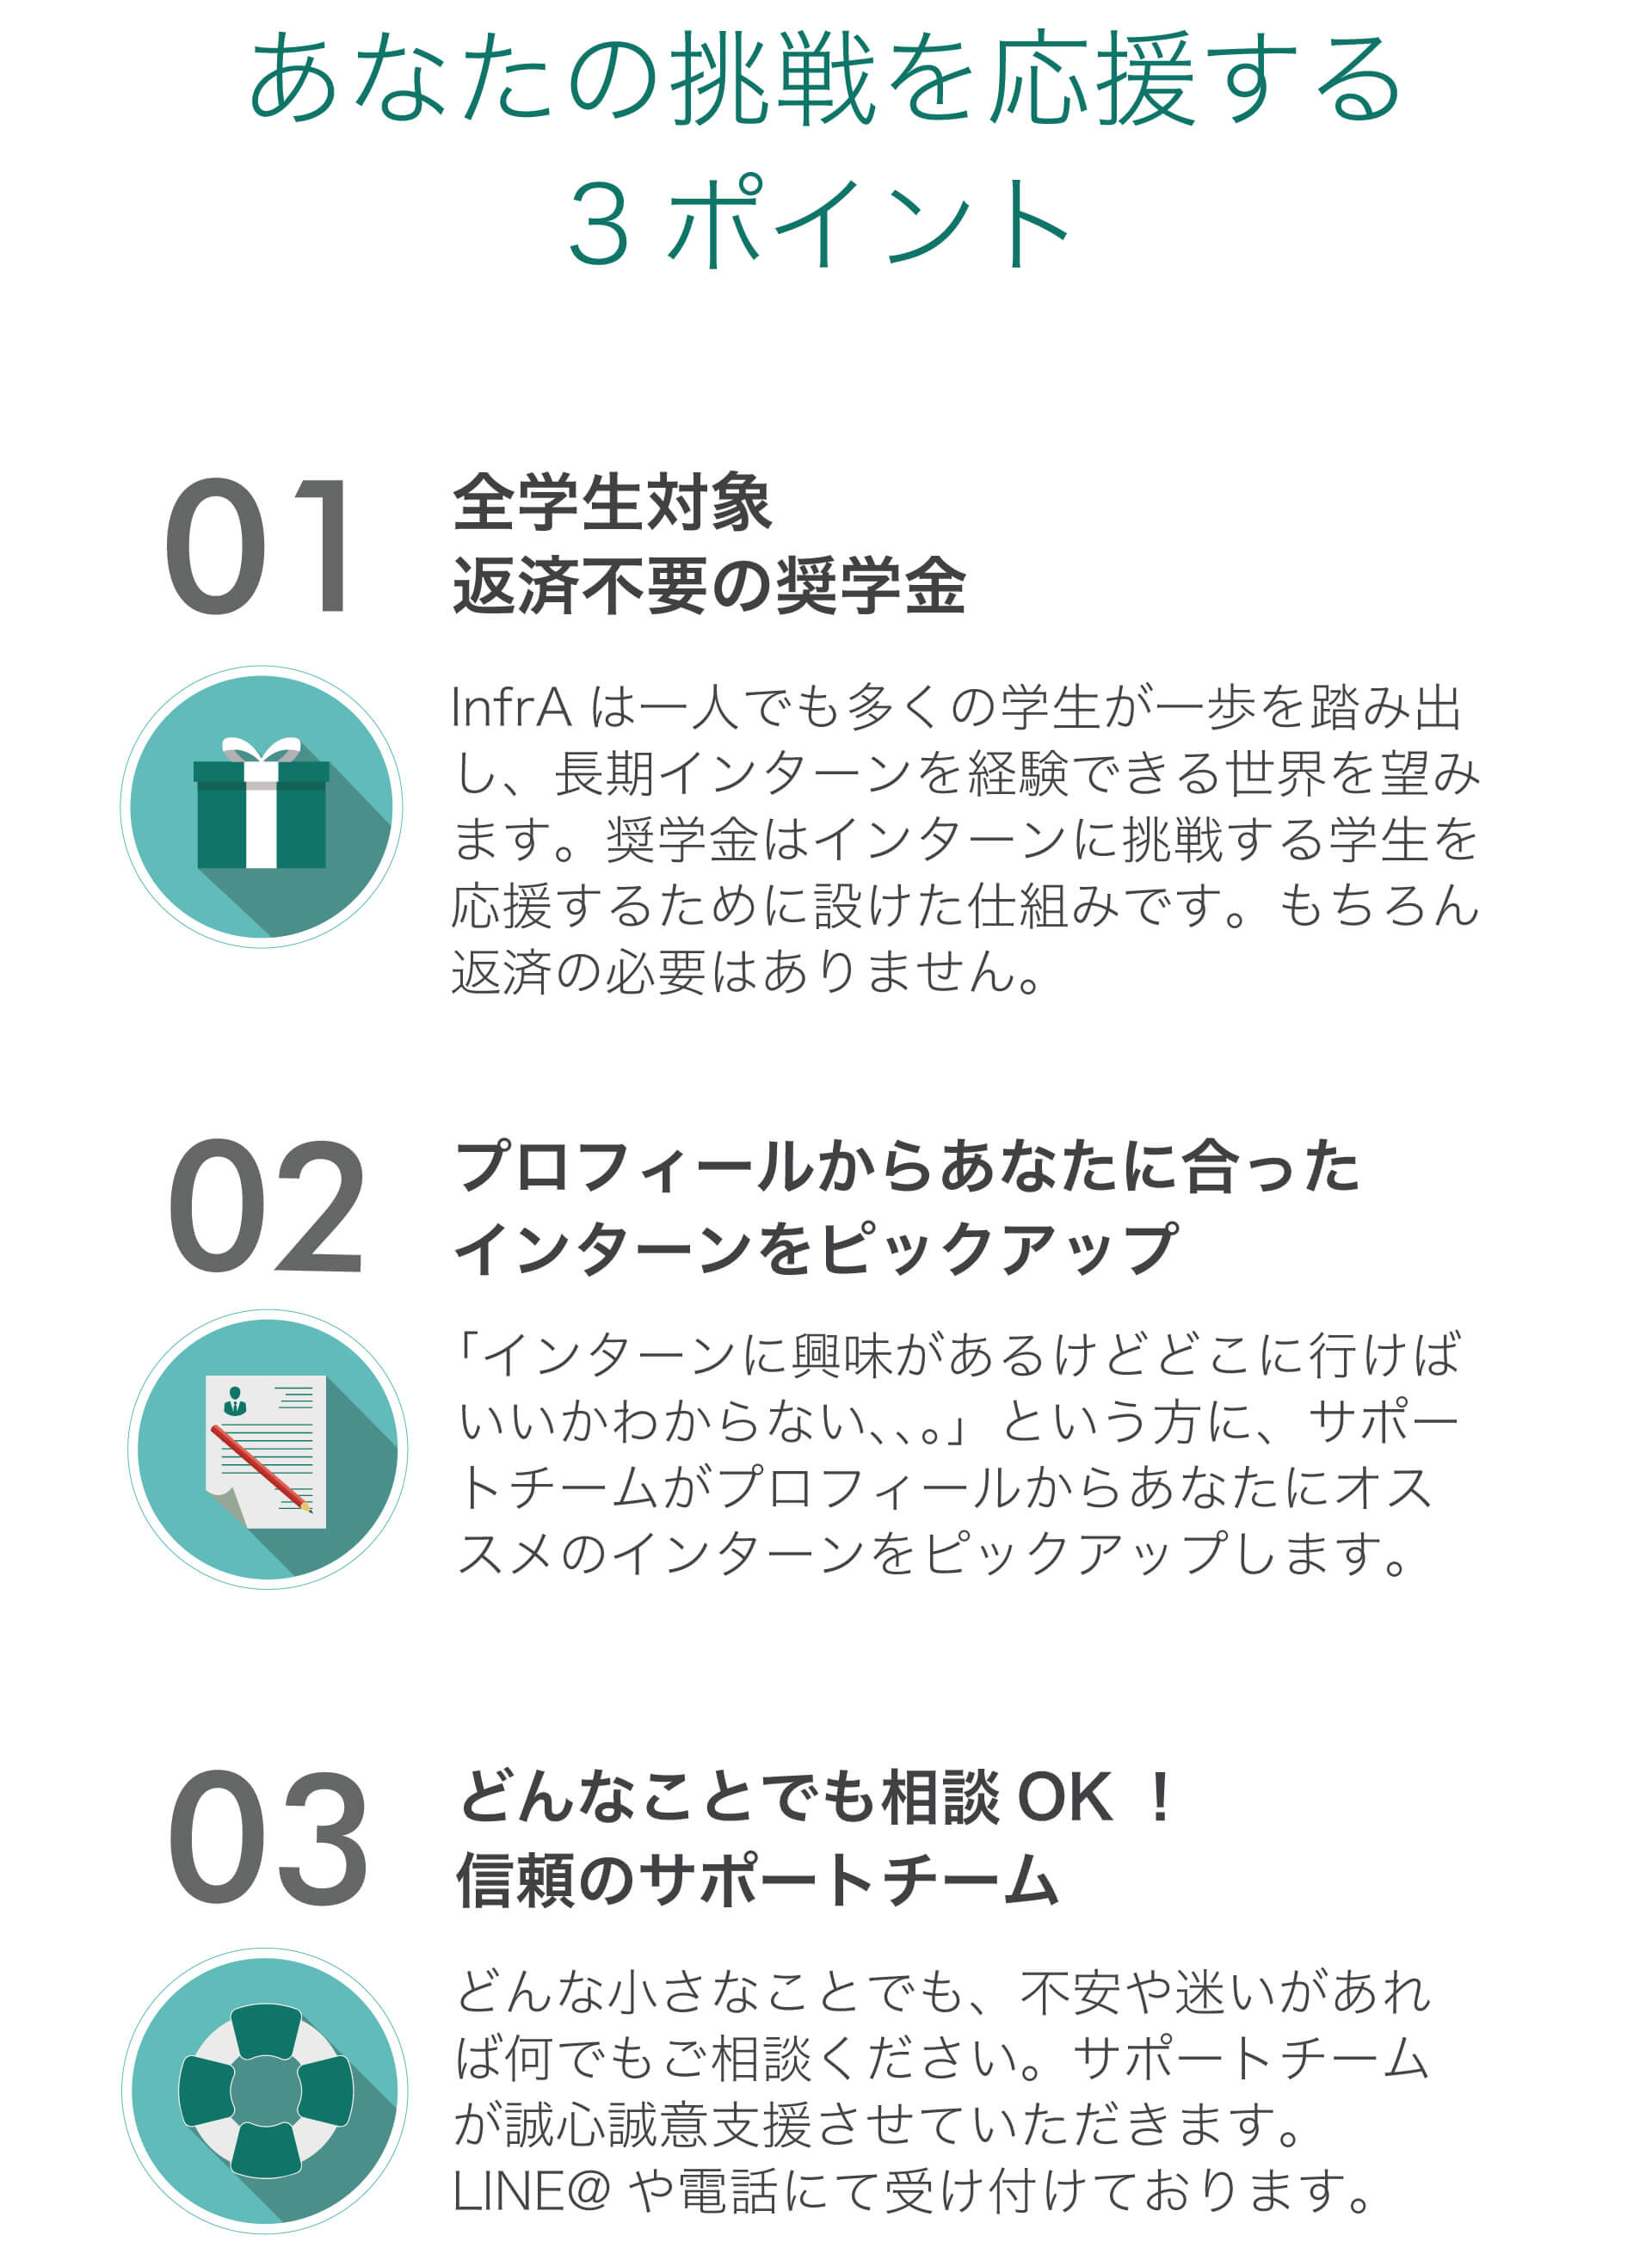 あなたの挑戦を応援する
3 ポイント
01
全学生対象
返済不要の奨学金
InfrA は一人でも多くの学生が一歩を踏み出
し、長期インターンを経験できる世界を望み
ます。奨学金はインターンに挑戦する学生を
応援するために設けた仕組みです。もちろん
返済の必要はありません。
02
プロフィールからあなたに合った
インターンをピックアップ
「インターンに興味があるけどどこに行けば
いいかわからない、、。」という方に、サポー
トチームがプロフィールからあなたにオス
スメのインターンをピックアップします。
03
どんなことでも相談 OK ！
信頼のサポートチーム
どんな小さなことでも、不安や迷いがあれ
ば何でもご相談ください。サポートチーム
が誠心誠意支援させていただきます。
LINE@ や電話にて受け付けております。